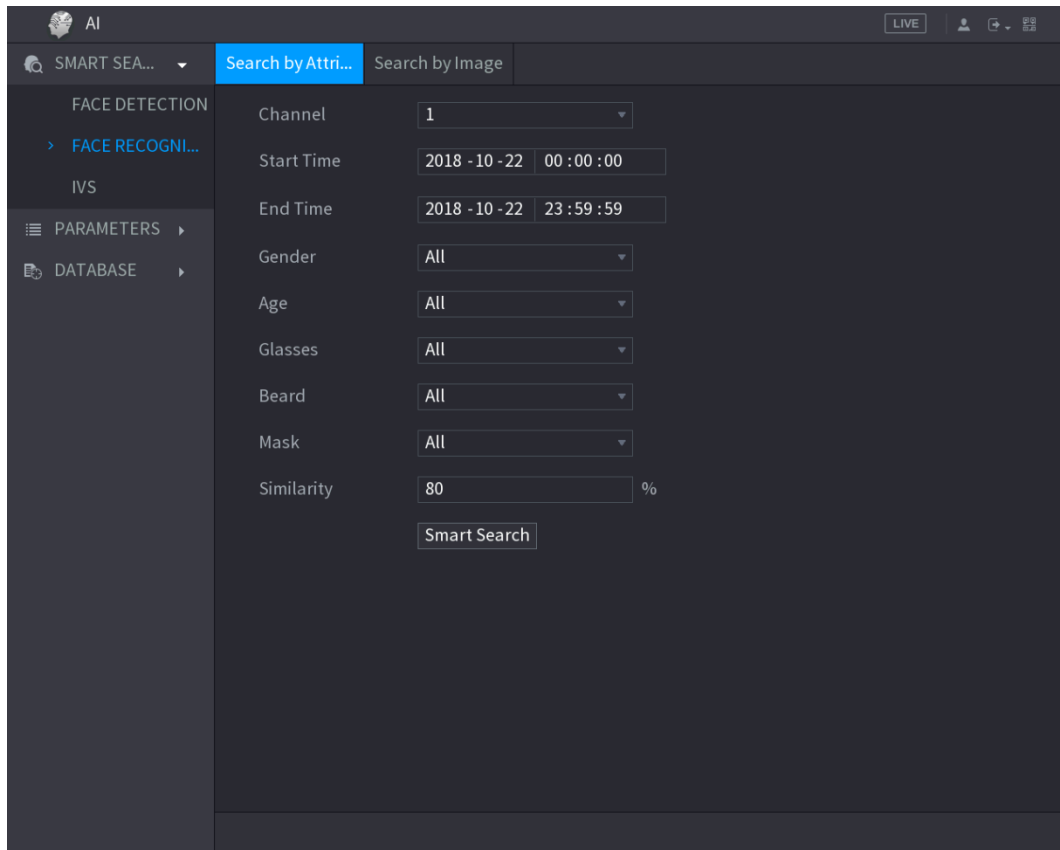 AI LIVE
SMART SEA...
FACE DETECTION
FACE RECOGNI...
IVS
PARAMETERS
DATABASE
Search by Attri... Search by Image
Channel 1
Start Time 2018 -10 -22 00 :00 :00
End Time 2018 -10 -22 23 :59 :59
Gender All
Age All
Glasses All
Beard All
Mask All
Similarity 80 %
Smart Search